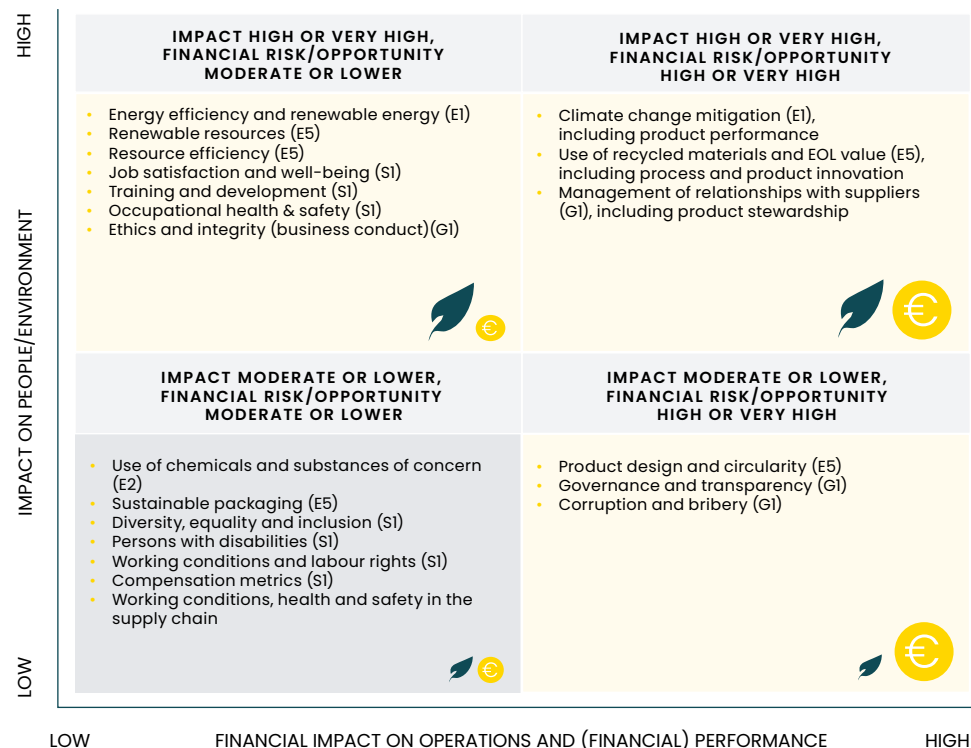 HIGH
IMPACT ON PEOPLE/ENVIRONMENT
LOW
IMPACT HIGH OR VERY HIGH,
FINANCIAL RISK/OPPORTUNITY
MODERATE OR LOWER
• Energy efficiency and renewable energy (E1)
• Renewable resources (E5)
• Resource efficiency (E5)
• Job satisfaction and well-being (S1)
• Training and development (S1)
• Occupational health & safety (S1)
• Ethics and integrity (business conduct)(G1)
€
IMPACT HIGH OR VERY HIGH,
FINANCIAL RISK/OPPORTUNITY
HIGH OR VERY HIGH
• Climate change mitigation (E1),
including product performance
• Use of recycled materials and EOL value (E5),
including process and product innovation
• Management of relationships with suppliers
(G1), including product stewardship
€
IMPACT MODERATE OR LOWER,
FINANCIAL RISK/OPPORTUNITY
MODERATE OR LOWER
• Use of chemicals and substances of concern
(E2)
• Sustainable packaging (E5)
• Diversity, equality and inclusion (S1)
• Persons with disabilities (S1)
• Working conditions and labour rights (S1)
• Compensation metrics (S1)
• Working conditions, health and safety in the
supply chain
€
IMPACT MODERATE OR LOWER,
FINANCIAL RISK/OPPORTUNITY
HIGH OR VERY HIGH
• Product design and circularity (E5)
• Governance and transparency (G1)
• Corruption and bribery (G1)
€
LOW
FINANCIAL IMPACT ON OPERATIONS AND (FINANCIAL) PERFORMANCE
HIGH